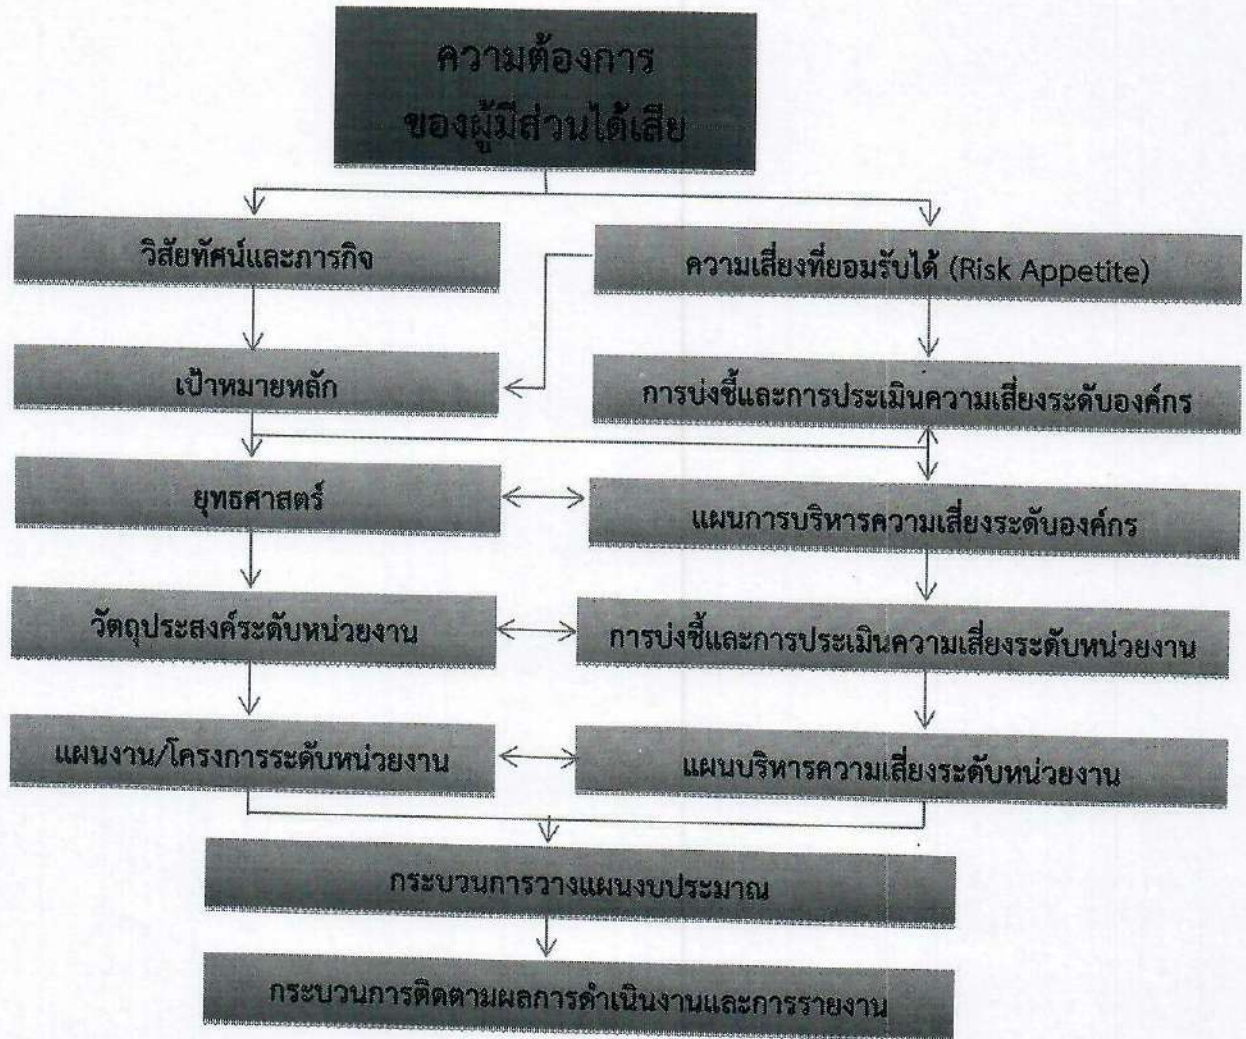 ความต้องการ
ของผู้มีส่วนได้เสีย
วิสัยทัศน์และภารกิจ
ความเสี่ยงที่ยอมรับได้ (Risk Appetite)
เป้าหมายหลัก
การบ่งชี้และการประเมินความเสี่ยงระดับองค์กร
ยุทธศาสตร์
แผนการบริหารความเสี่ยงระดับองค์กร
วัตถุประสงค์ระดับหน่วยงาน
การบ่งชี้และการประเมินความเสี่ยงระดับหน่วยงาน
แผนงาน/โครงการระดับหน่วยงาน
แผนบริหารความเสี่ยงระดับหน่วยงาน
กระบวนการวางแผนงบประมาณ
กระบวนการติดตามผลการดำเนินงานและการรายงาน